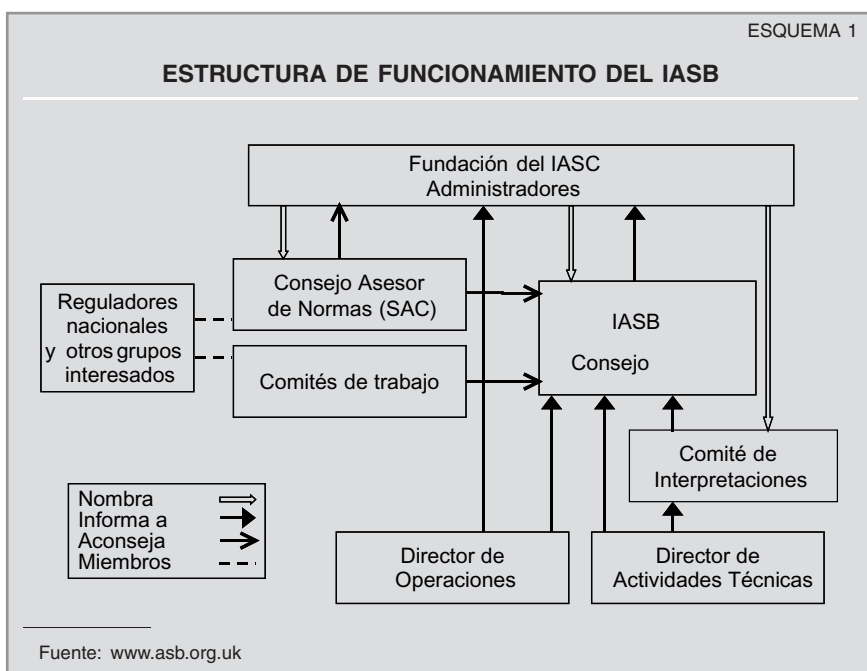 ESQUEMA 1
ESTRUCTURA DE FUNCIONAMIENTO DEL IASB
Fundación del IASC
Administradores
Consejo Asesor
de Normas (SAC)
Reguladores
nacionales
y otros grupos
interesados
Comités de trabajo
IASB
Consejo
Comité de
Interpretaciones
Nombra
Informa a
Aconseja
Miembros
Director de
Operaciones
Director de
Actividades Técnicas
Fuente: www.asb.org.uk